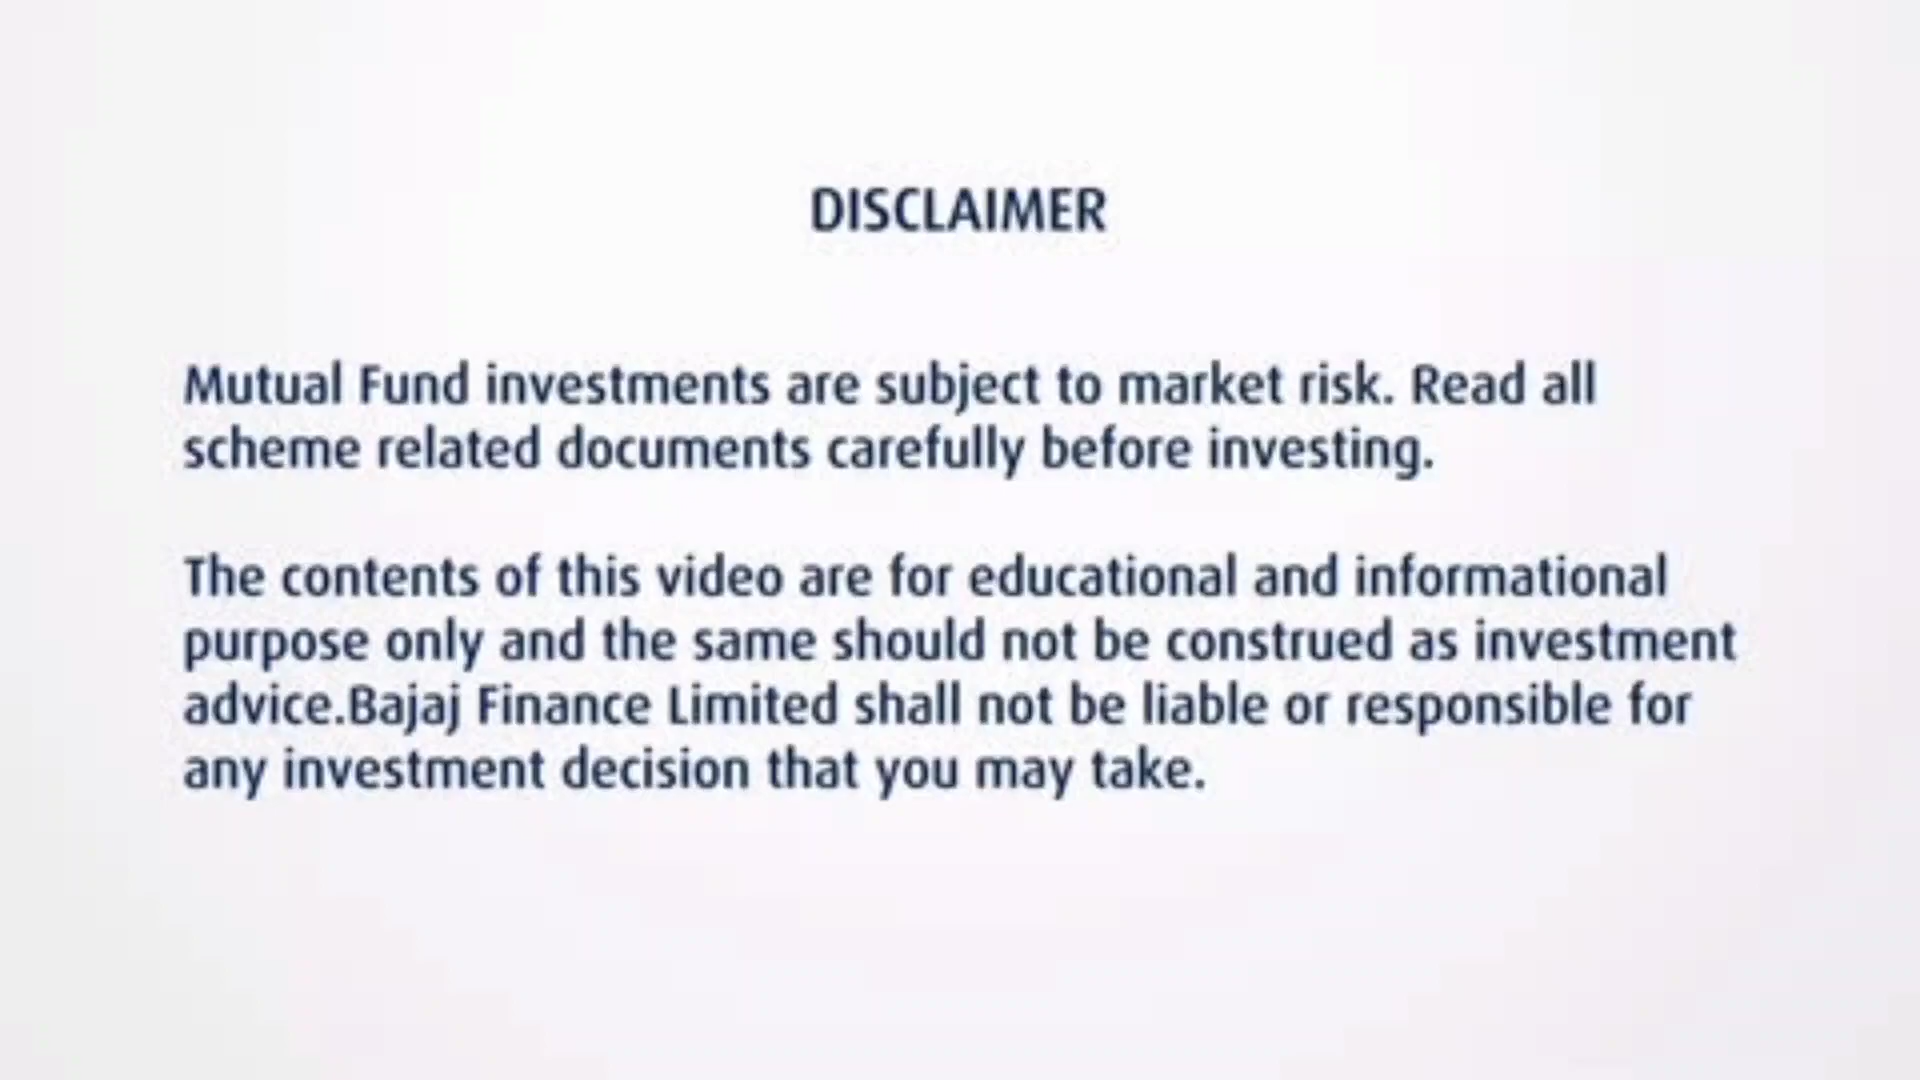 DISCLAIMER
Mutual Fund investments are subject to market risk. Read all
scheme related documents carefully before investing.
The contents of this video are for educational and informational
purpose only and the same should not be construed as investment
advice.Bajaj Finance Limited shall not be liable or responsible for
any investment decision that you may take.